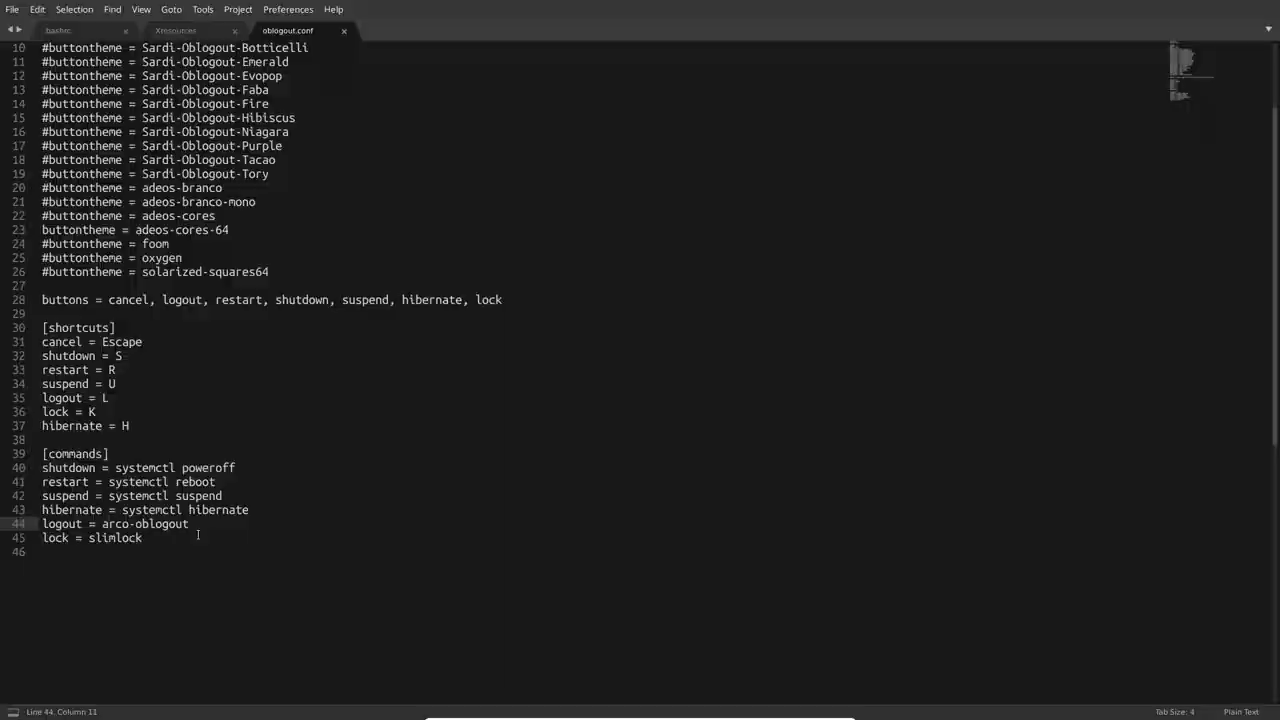 File Edit Selection Find View Goto Tools Project Preferences Help
.bashrc × .Xresources × oblogout.conf ×
10 #buttontheme = Sardi-Oblogout-Botticelli
11 #buttontheme = Sardi-Oblogout-Emerald
12 #buttontheme = Sardi-Oblogout-Evopop
13 #buttontheme = Sardi-Oblogout-Faba
14 #buttontheme = Sardi-Oblogout-Fire
15 #buttontheme = Sardi-Oblogout-Hibiscus
16 #buttontheme = Sardi-Oblogout-Niagara
17 #buttontheme = Sardi-Oblogout-Purple
18 #buttontheme = Sardi-Oblogout-Tacao
19 #buttontheme = Sardi-Oblogout-Tory
20 #buttontheme = adeos-branco
21 #buttontheme = adeos-branco-mono
22 #buttontheme = adeos-cores
23 buttontheme = adeos-cores-64
24 #buttontheme = foom
25 #buttontheme = oxygen
26 #buttontheme = solarized-squares64
27
28 buttons = cancel, logout, restart, shutdown, suspend, hibernate, lock
29
30 [shortcuts]
31 cancel = Escape
32 shutdown = S
33 restart = R
34 suspend = U
35 logout = L
36 lock = K
37 hibernate = H
38
39 [commands]
40 shutdown = systemctl poweroff
41 restart = systemctl reboot
42 suspend = systemctl suspend
43 hibernate = systemctl hibernate
44 logout = arco-oblogout
45 lock = slimlock
46
Line 44, Column 11 Tab Size: 4 Plain Text